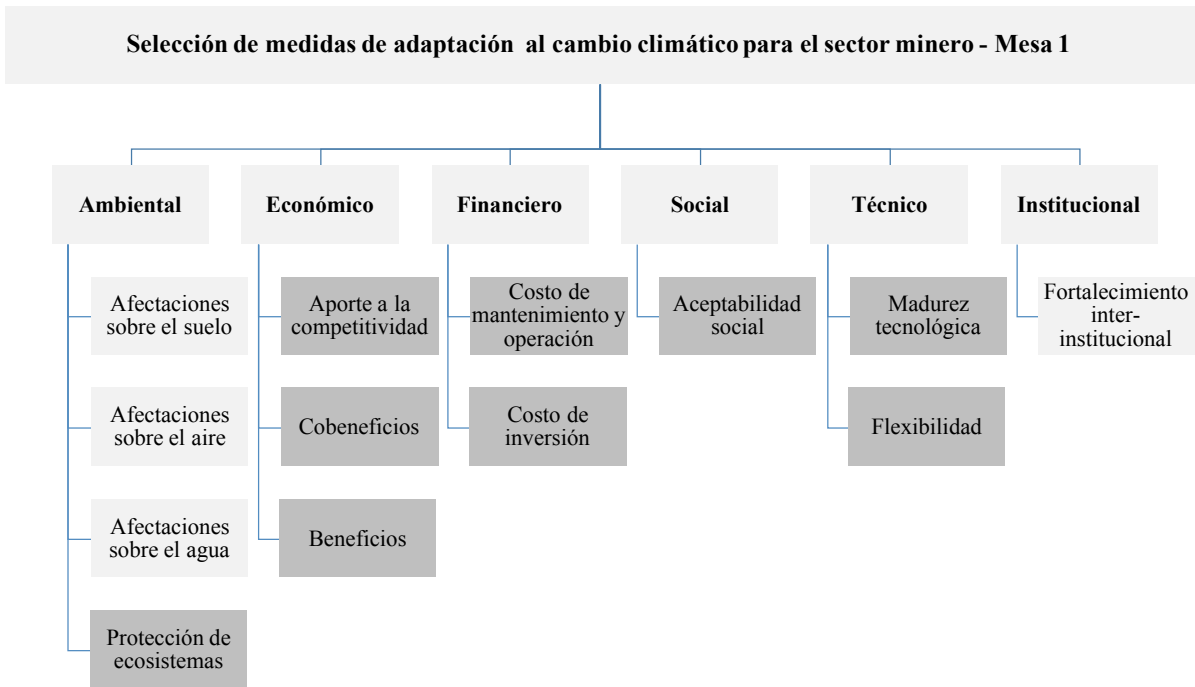 Selección de medidas de adaptación al cambio climático para el sector minero - Mesa 1
Ambiental
Económico
Financiero
Social
Técnico
Institucional
Afectaciones
sobre el suelo
Afectaciones
sobre el aire
Afectaciones
sobre el agua
Protección de
ecosistemas
Aporte a la
competitividad
Cobeneficios
Beneficios
Costo de
mantenimiento y
operación
Costo de
inversión
Aceptabilidad
social
Madurez
tecnológica
Flexibilidad
Fortalecimiento
inter-
institucional